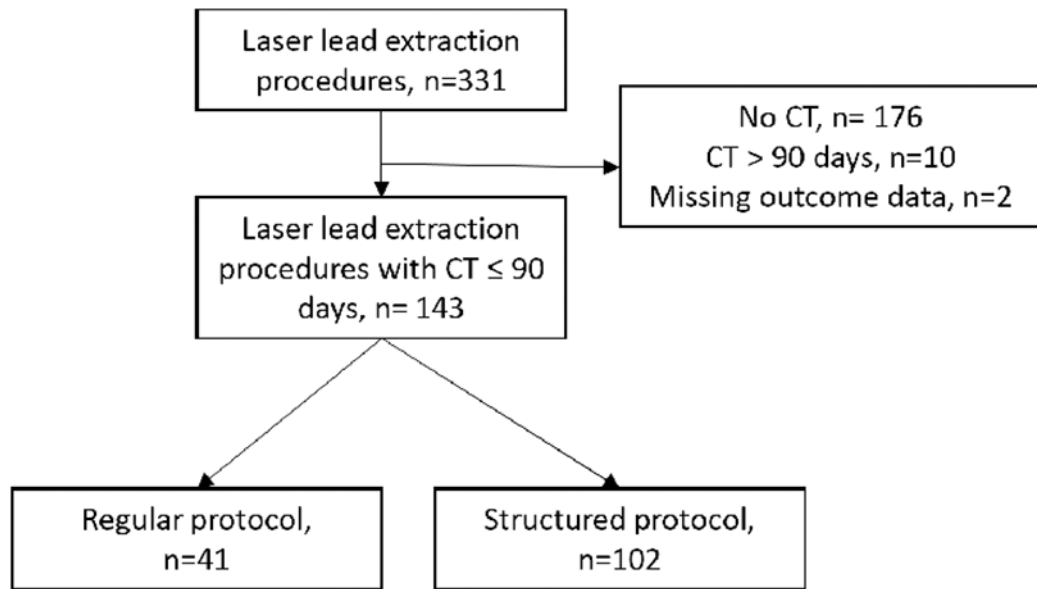 Laser lead extraction
procedures, n=331
No CT, n= 176
CT > 90 days, n=10
Missing outcome data, n=2
Laser lead extraction
procedures with CT ≤ 90
days, n= 143
Regular protocol,
n=41
Structured protocol,
n=102